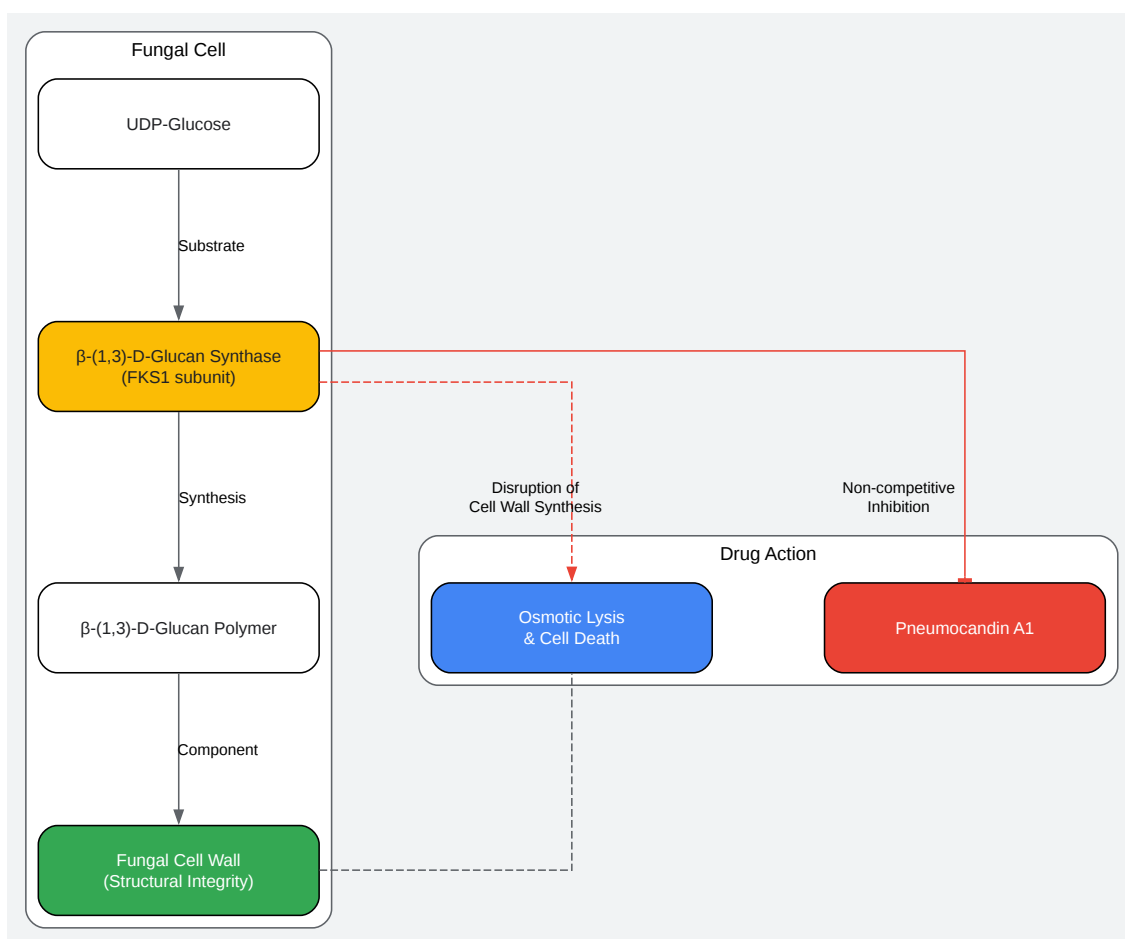 Fungal Cell
UDP-Glucose
Substrate
β-(1,3)-D-Glucan Synthase
(FKS1 subunit)
Synthesis
Disruption of
Cell Wall Synthesis
Non-competitive
Inhibition
Drug Action
β-(1,3)-D-Glucan Polymer
Osmotic Lysis
& Cell Death
Pneumocandin A1
Component
Fungal Cell Wall
(Structural Integrity)